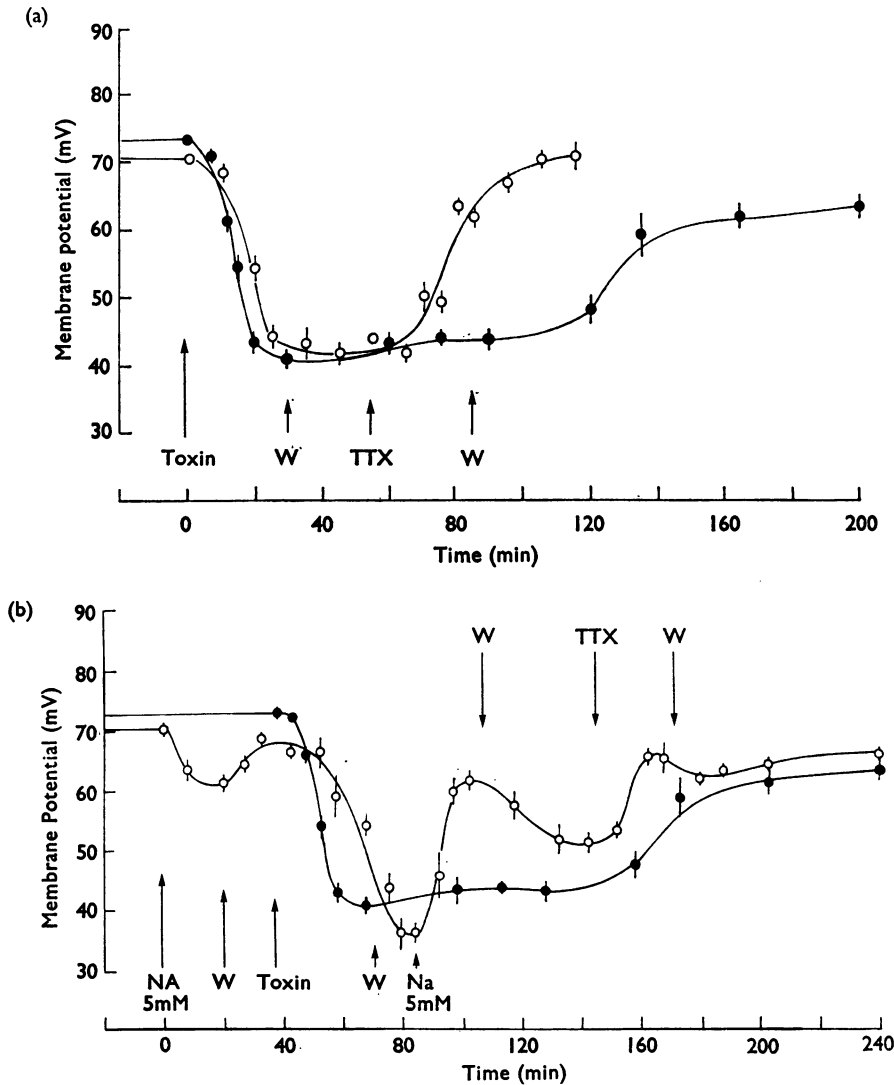 (a)
90
80
70
60
50
40
30
Membrane potential (mV)
Toxin W TTX W
0 40 80 120 160 200
Time (min)
(b)
90
80
70
60
50
40
30
Membrane Potential (mV)
W TTX W
NA W Toxin W Na
5mM 5mM
0 40 80 120 160 200 240
Time (min)